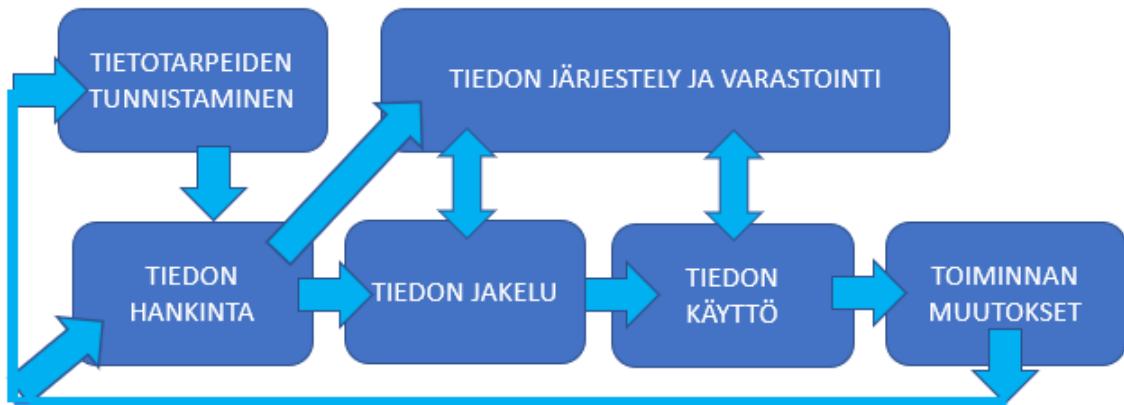 TIETOTARPEIDEN
TUNNISTAMINEN
TIEDON JÄRJESTELY JA VARASTOINTI
TIEDON
HANKINTA
TIEDON JAKELU
TIEDON
KÄYTTÖ
TOIMINNAN
MUUTOKSET